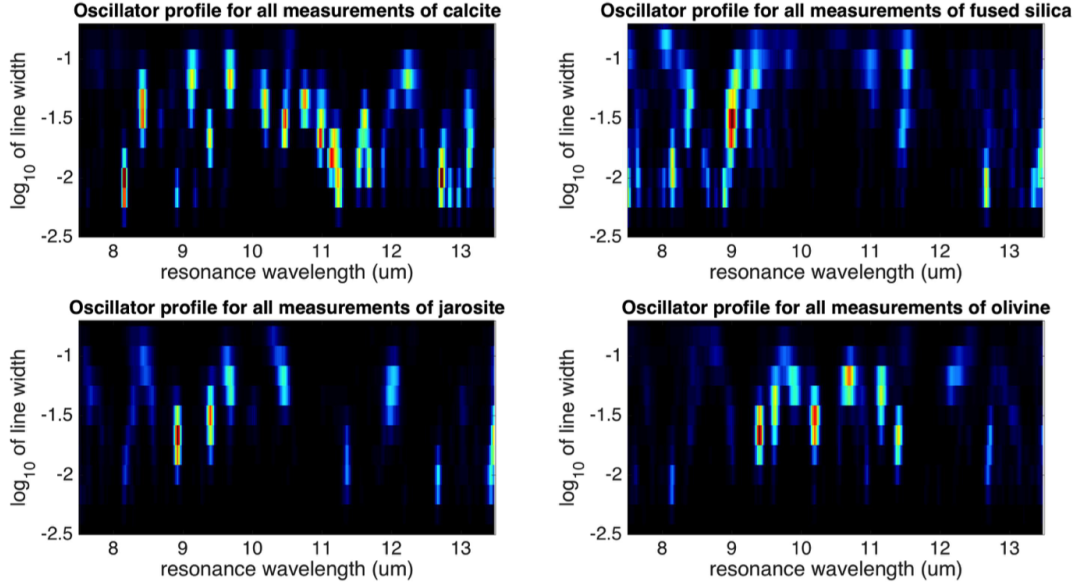 Oscillator profile for all measurements of calcite
-1
-1.5
-2
-2.5
log10 of line width
8 9 10 11 12 13
resonance wavelength (um)
Oscillator profile for all measurements of fused silica
-1
-1.5
-2
-2.5
log10 of line width
8 9 10 11 12 13
resonance wavelength (um)
Oscillator profile for all measurements of jarosite
-1
-1.5
-2
-2.5
log10 of line width
8 9 10 11 12 13
resonance wavelength (um)
Oscillator profile for all measurements of olivine
-1
-1.5
-2
-2.5
log10 of line width
8 9 10 11 12 13
resonance wavelength (um)